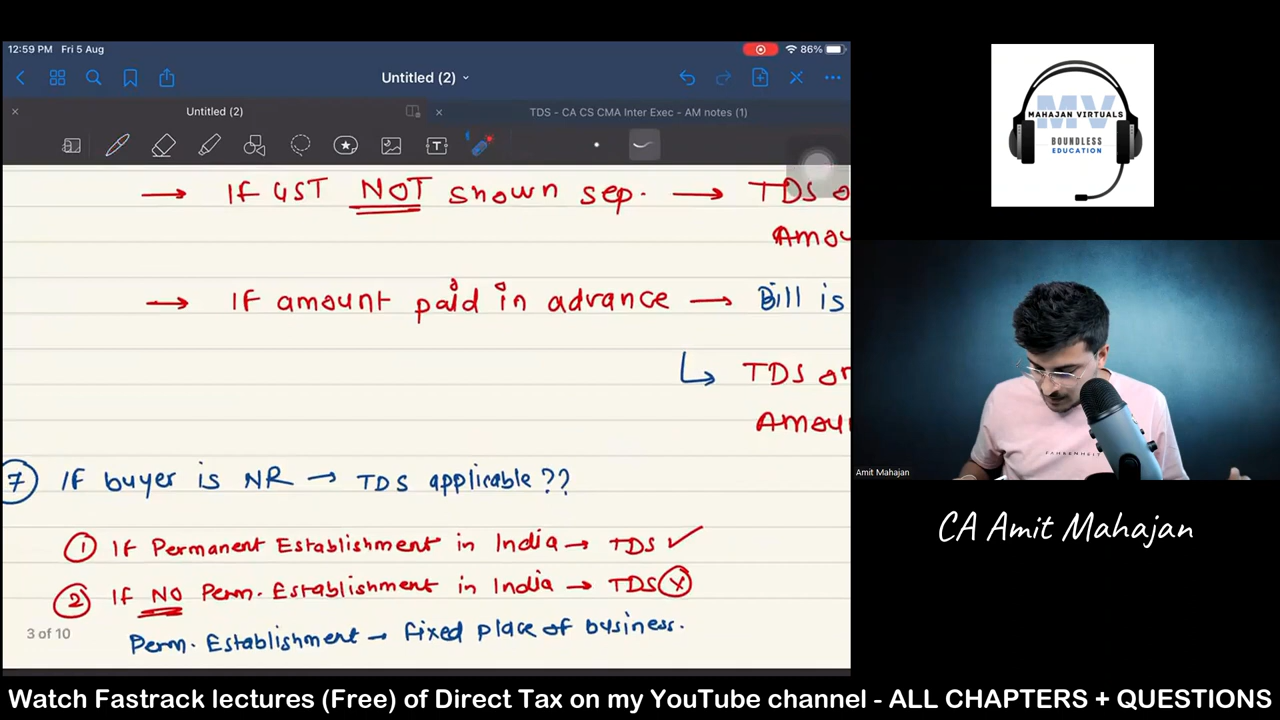 12:59 PM Fri 5 Aug
86%
Untitled (2)
Untitled (2)
TDS - CA CS CMA Inter Exec - AM notes (1)
→ If GST NOT shown sep. → TDS o
Amou
→ If amount paid in advance → Bill is
TDS on
Amou
7 If buyer is NR → TDS applicable??
1 If Permanent Establishment in India → TDS ✓
2 If NO Perm. Establishment in India → TDS X
3 of 10
Perm. Establishment → fixed place of business.
MV
MAHAJAN VIRTUALS
BOUNDLESS
EDUCATION
FAHRENHEIT
Amit Mahajan
CA Amit Mahajan
Watch Fastrack lectures (Free) of Direct Tax on my YouTube channel - ALL CHAPTERS + QUESTIONS